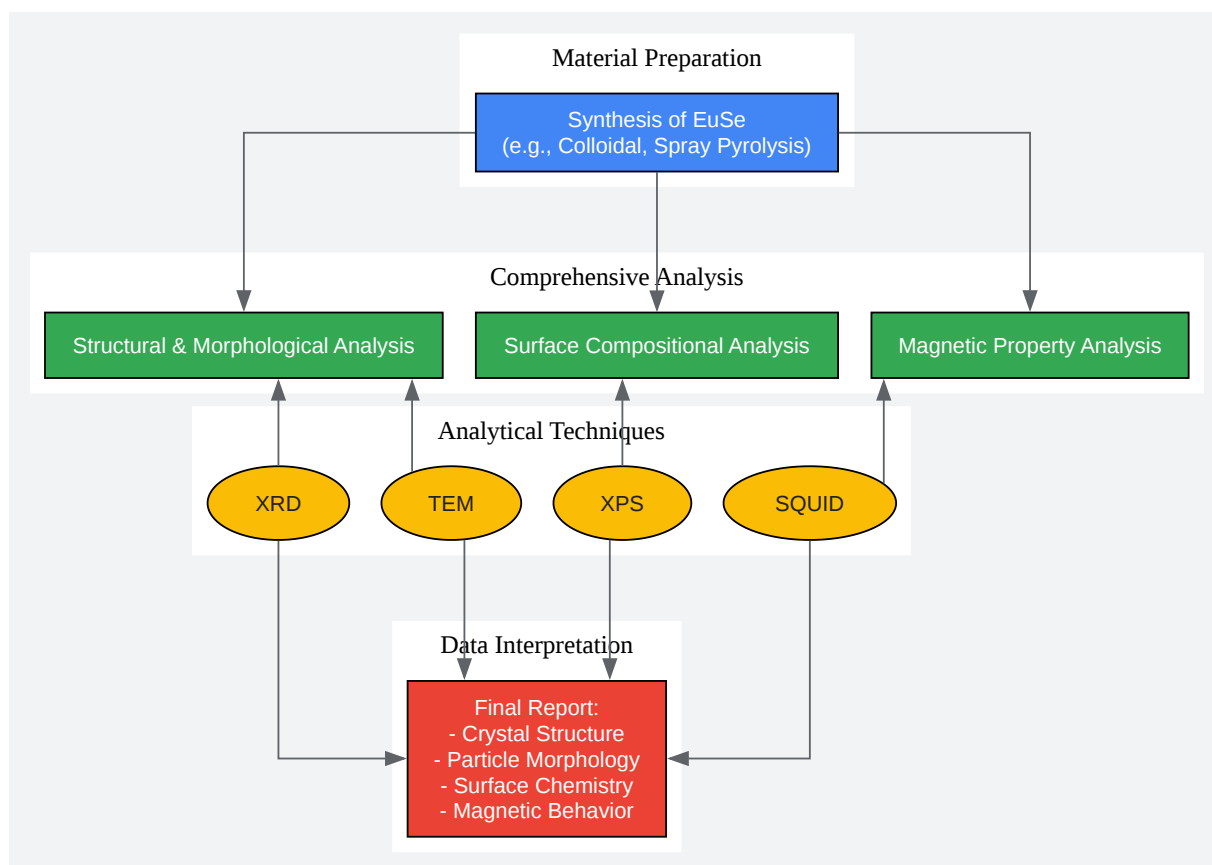 Material Preparation
Synthesis of EuSe
(e.g., Colloidal, Spray Pyrolysis)
Comprehensive Analysis
Structural & Morphological Analysis
Surface Compositional Analysis
Magnetic Property Analysis
Analytical Techniques
XRD
TEM
XPS
SQUID
Data Interpretation
Final Report:
- Crystal Structure
- Particle Morphology
- Surface Chemistry
- Magnetic Behavior